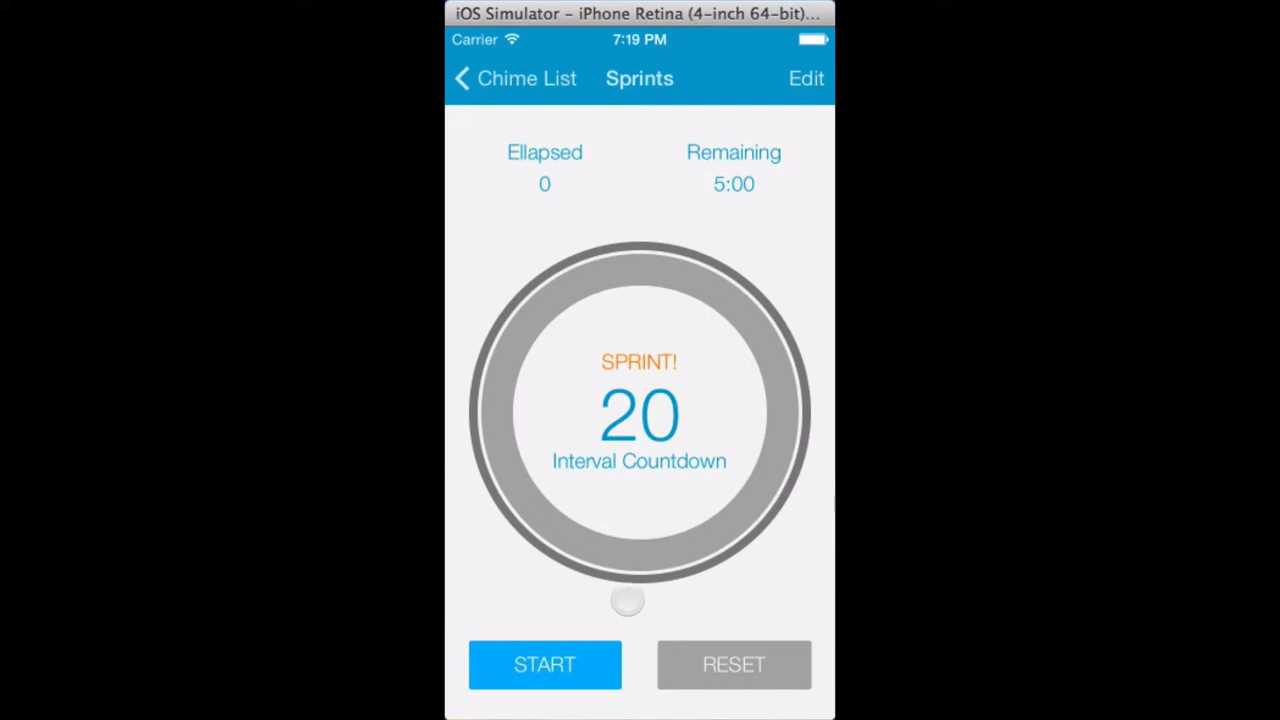 iOS Simulator - iPhone Retina (4-inch 64-bit)...
Carrier 7:19 PM
Chime List Sprints Edit
Ellapsed Remaining
0 5:00
SPRINT!
20
Interval Countdown
START RESET